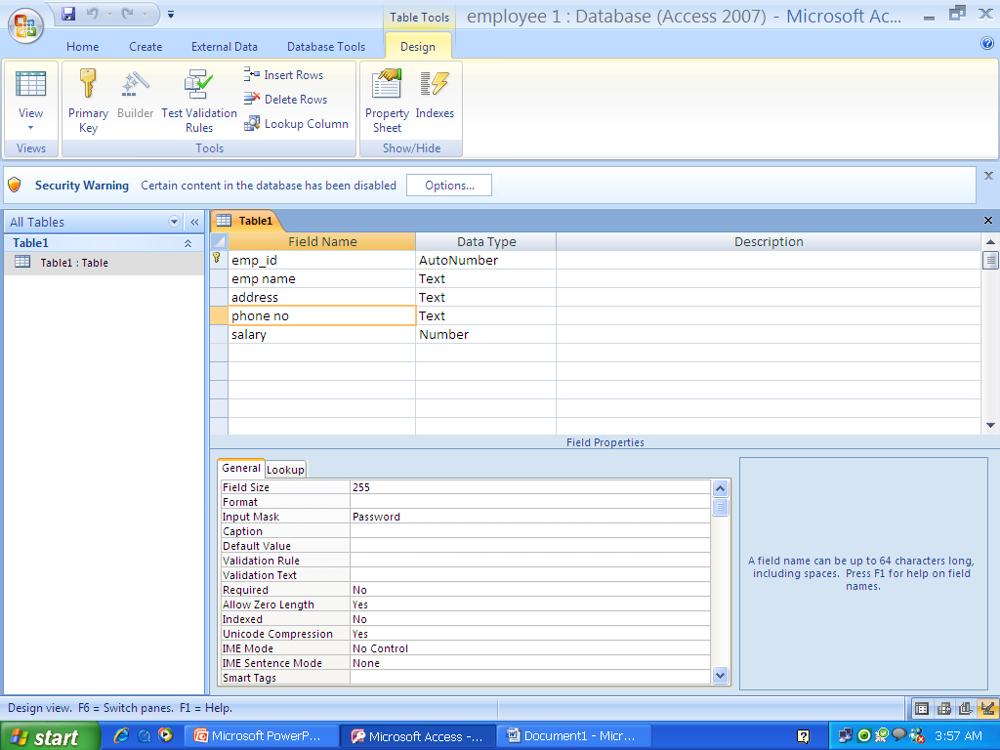 Table Tools
employee 1 : Database (Access 2007) - Microsoft Ac...
Home Create External Data Database Tools Design
View
Primary Key
Builder
Test Validation Rules
Insert Rows
Delete Rows
Lookup Column
Property Sheet
Indexes
Views Tools Show/Hide
Security Warning Certain content in the database has been disabled Options...
All Tables «
Table1
Table1 : Table
Table1
Field Name Data Type Description
emp_id AutoNumber
emp name Text
address Text
phone no Text
salary Number
Field Properties
General Lookup
Field Size 255
Format
Input Mask Password
Caption
Default Value
Validation Rule
Validation Text
Required No
Allow Zero Length Yes
Indexed No
Unicode Compression Yes
IME Mode No Control
IME Sentence Mode None
Smart Tags
A field name can be up to 64 characters long,
including spaces. Press F1 for help on field
names.
Design view. F6 = Switch panes. F1 = Help.
start Microsoft PowerP... Microsoft Access -... Document1 - Micr... 3:57 AM